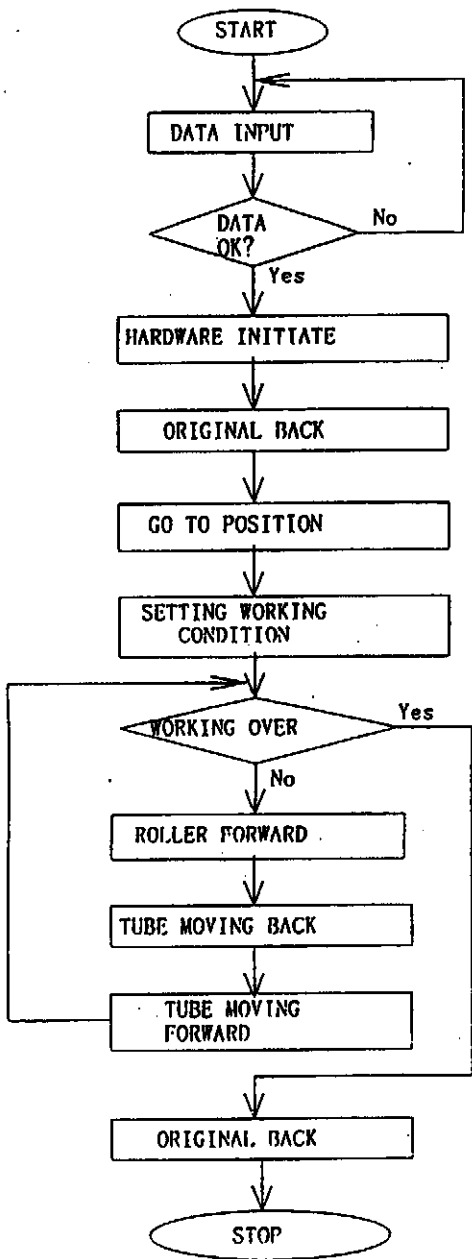 START
DATA INPUT
DATA
OK?
No
Yes
HARDWARE INITIATE
ORIGINAL BACK
GO TO POSITION
SETTING WORKING
CONDITION
WORKING OVER
Yes
No
ROLLER FORWARD
TUBE MOVING BACK
TUBE MOVING
FORWARD
ORIGINAL BACK
STOP